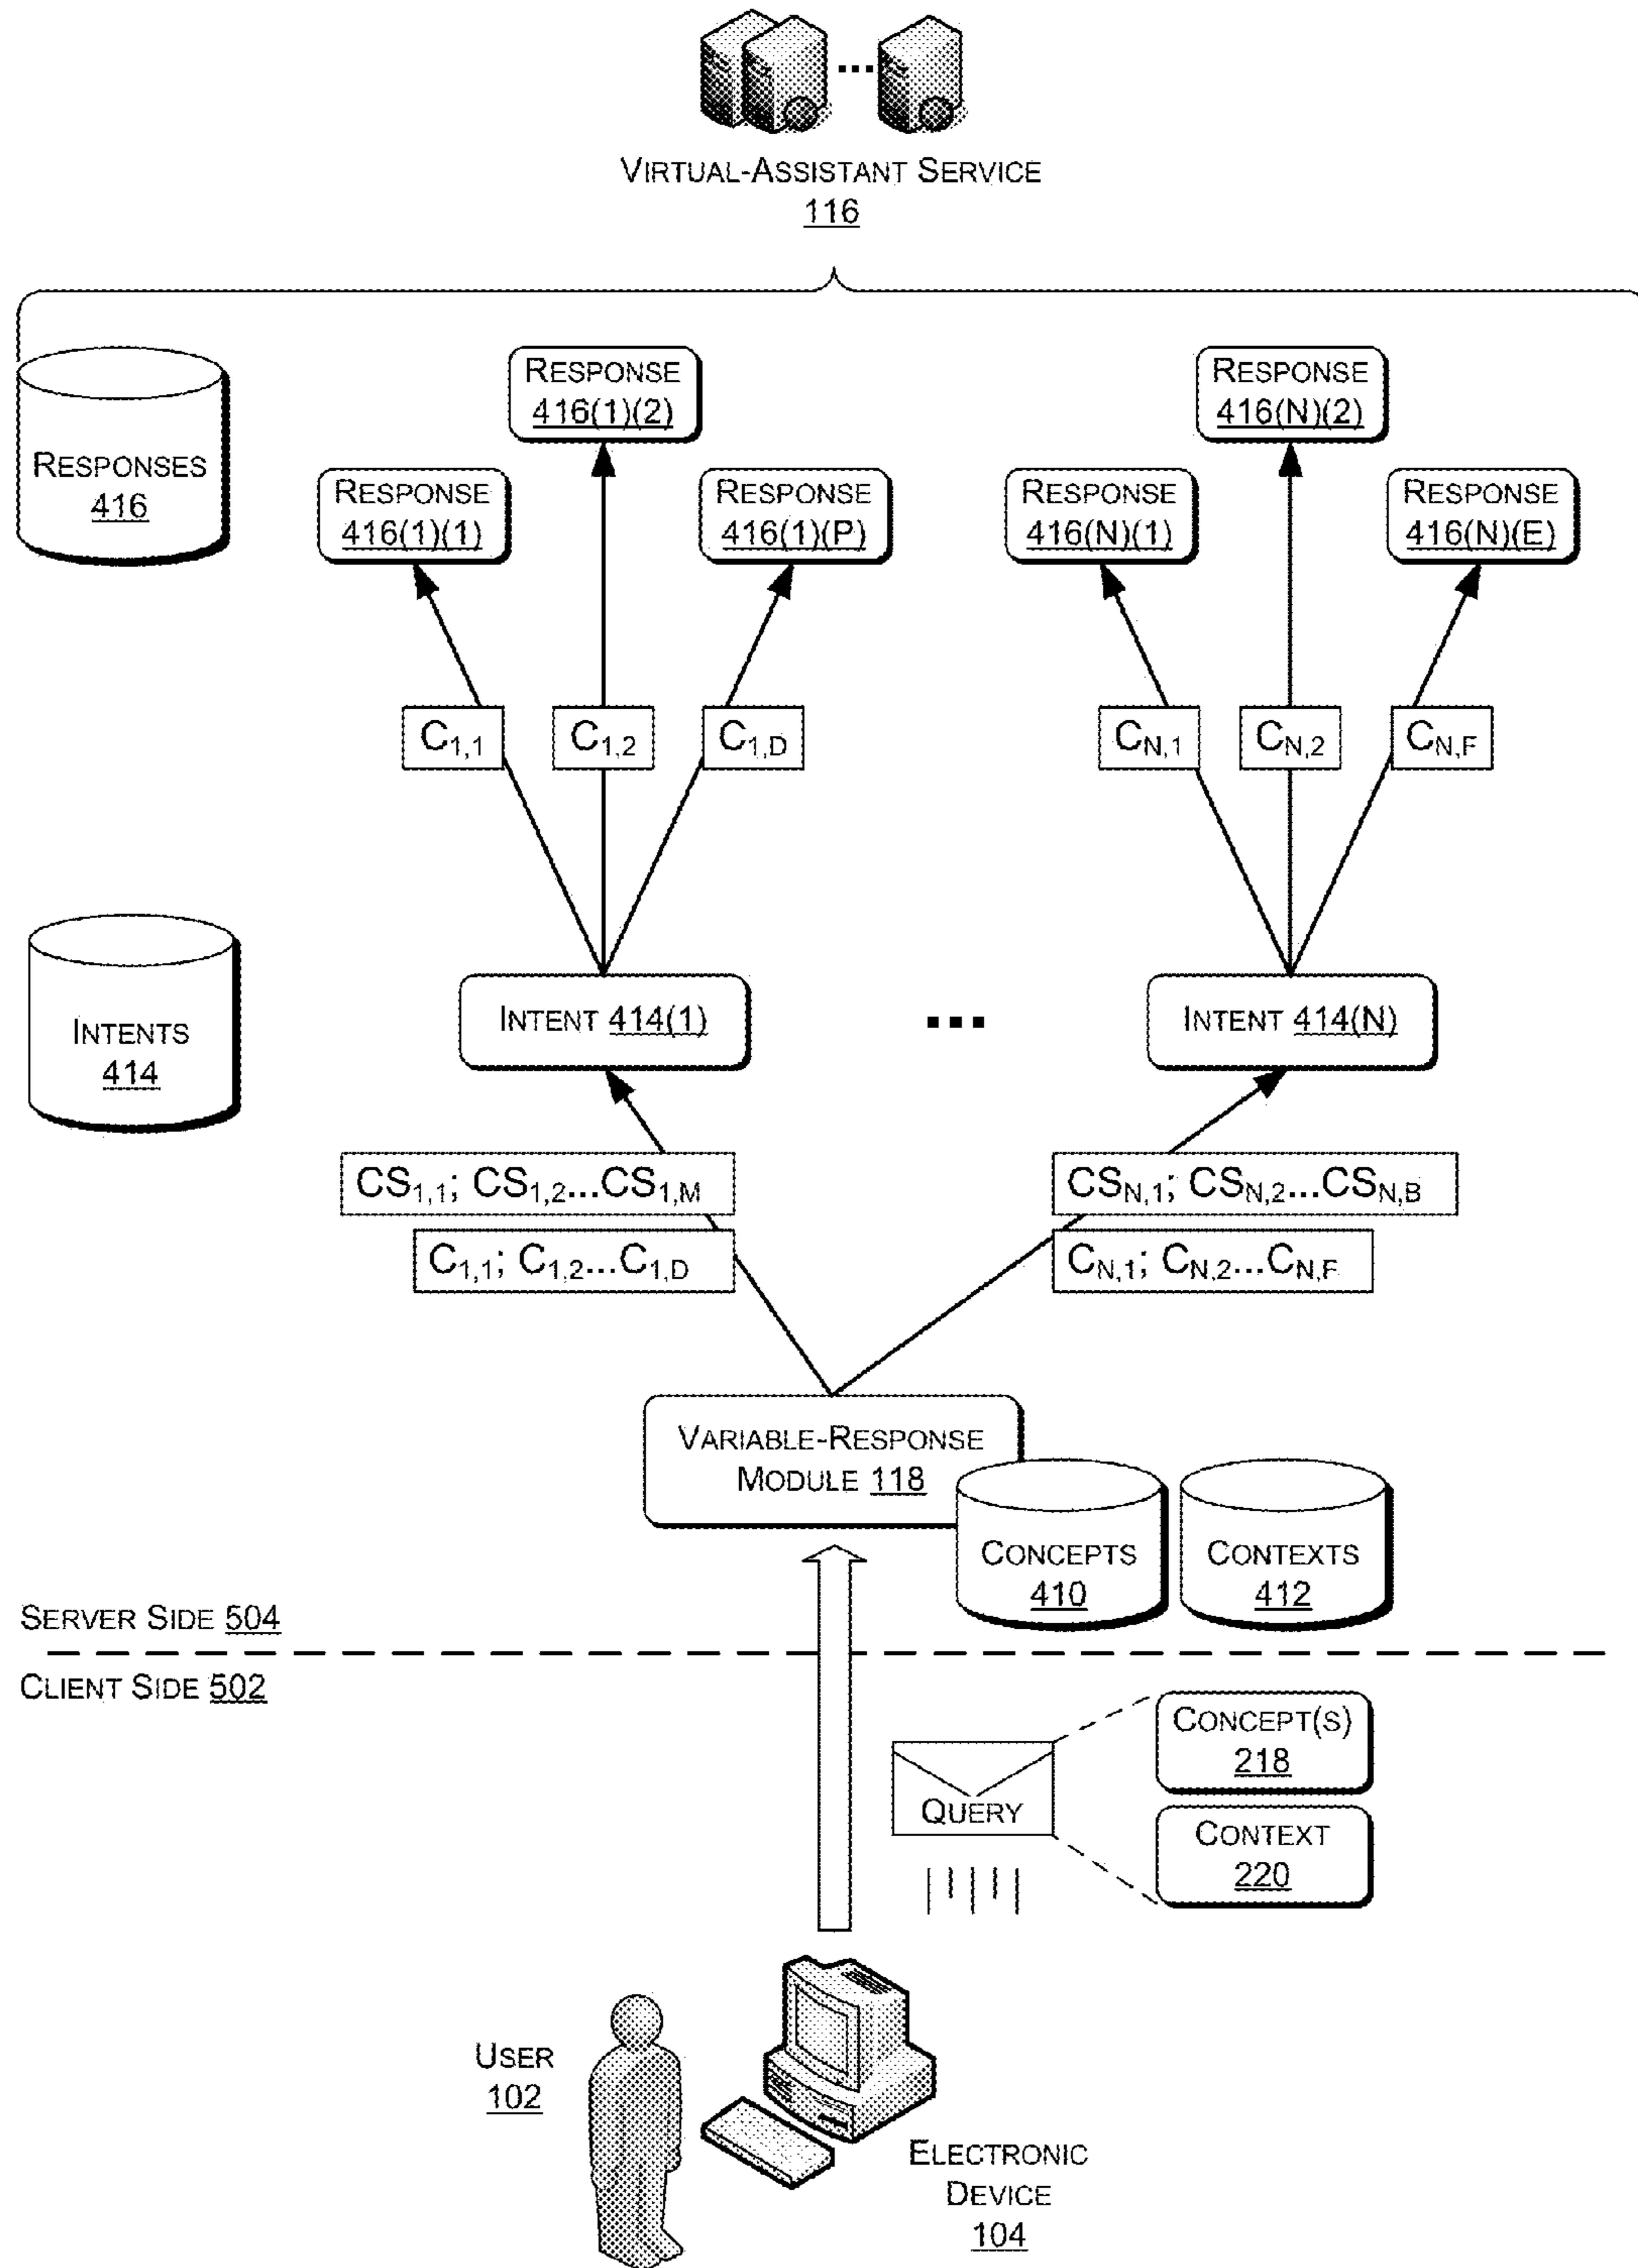 VIRTUAL-ASSISTANT SERVICE
116
RESPONSES
416
RESPONSE
416(1)(1)
RESPONSE
416(1)(2)
RESPONSE
416(1)(P)
RESPONSE
416(N)(1)
RESPONSE
416(N)(2)
RESPONSE
416(N)(E)
C1,1
C1,2
C1,D
CN,1
CN,2
CN,F
INTENTS
414
INTENT 414(1)
...
INTENT 414(N)
CS1,1; CS1,2...CS1,M
C1,1; C1,2...C1,D
CSN,1; CSN,2...CSN,B
CN,1; CN,2...CN,F
VARIABLE-RESPONSE
MODULE 118
CONCEPTS
410
CONTEXTS
412
SERVER SIDE 504
CLIENT SIDE 502
QUERY
CONCEPT(S)
218
CONTEXT
220
USER
102
ELECTRONIC
DEVICE
104